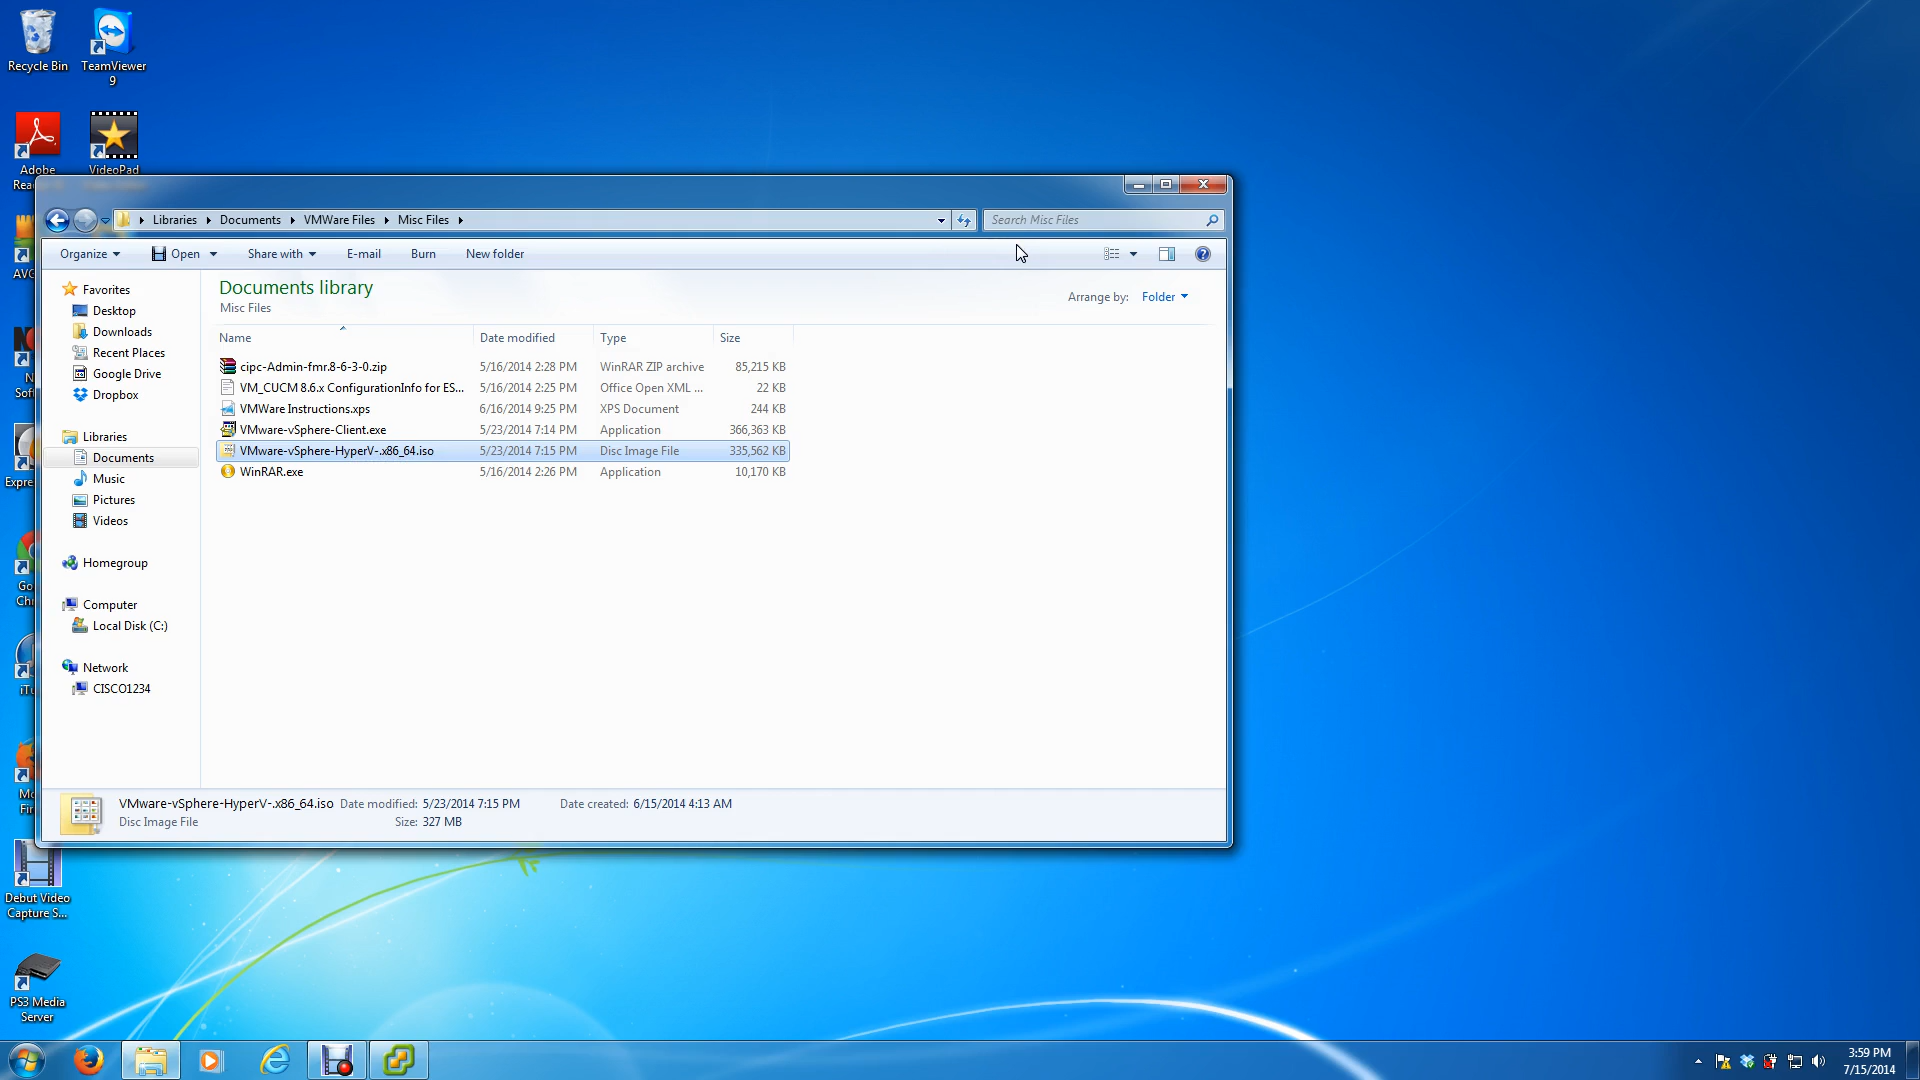 Recycle Bin
TeamViewer
9
Adobe
Rea
VideoPad
Libraries
Documents
VMWare Files
Misc Files
Search Misc Files
Organize
Open
Share with
E-mail
Burn
New folder
Favorites
Desktop
Downloads
Recent Places
Google Drive
Dropbox
Libraries
Documents
Music
Pictures
Videos
Homegroup
Computer
Local Disk (C:)
Network
CISCO1234
Documents library
Misc Files
Arrange by: Folder
Name Date modified Type Size
cipc-Admin-fmr.8-6-3-0.zip 5/16/2014 2:28 PM WinRAR ZIP archive 85,215 KB
VM_CUCM 8.6.x ConfigurationInfo for ES... 5/16/2014 2:25 PM Office Open XML ... 22 KB
VMWare Instructions.xps 6/16/2014 9:25 PM XPS Document 244 KB
VMware-vSphere-Client.exe 5/23/2014 7:14 PM Application 366,363 KB
VMware-vSphere-HyperV-.x86_64.iso 5/23/2014 7:15 PM Disc Image File 335,562 KB
WinRAR.exe 5/16/2014 2:26 PM Application 10,170 KB
VMware-vSphere-HyperV-.x86_64.iso Date modified: 5/23/2014 7:15 PM Date created: 6/15/2014 4:13 AM
Disc Image File Size: 327 MB
AVG
N
Sof
Expre
Go
Chr
iTu
Mo
Fir
Debut Video
Capture S...
PS3 Media
Server
3:59 PM
7/15/2014